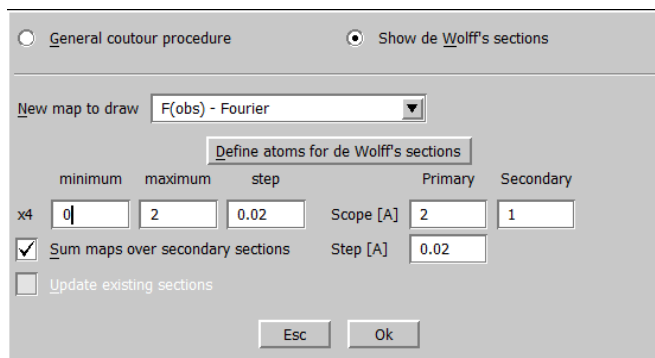 General coutour procedure Show de Wolff's sections
New map to draw F(obs) - Fourier
Define atoms for de Wolff's sections
minimum maximum step Primary Secondary
x4 0 2 0.02 Scope [A] 2 1
Sum maps over secondary sections Step [A] 0.02
Update existing sections
Esc Ok